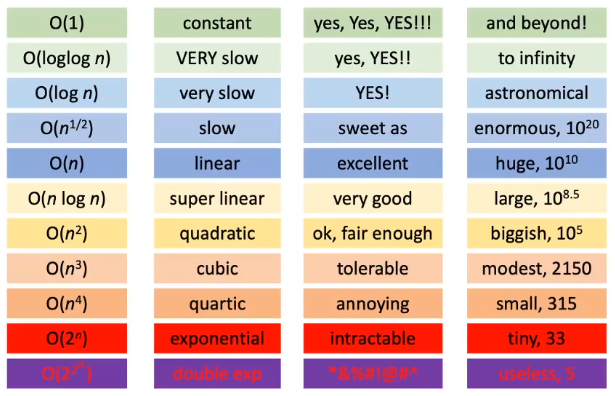 O(1) constant yes, Yes, YES!!! and beyond!
O(loglog n) VERY slow yes, YES!! to infinity
O(log n) very slow YES! astronomical
O(n^1/2) slow sweet as enormous, 10^20
O(n) linear excellent huge, 10^10
O(n log n) super linear very good large, 10^8.5
O(n^2) quadratic ok, fair enough biggish, 10^5
O(n^3) cubic tolerable modest, 2150
O(n^4) quartic annoying small, 315
O(2^n) exponential intractable tiny, 33
O(2^2^n) double exp *&%#!@#^ useless, 5